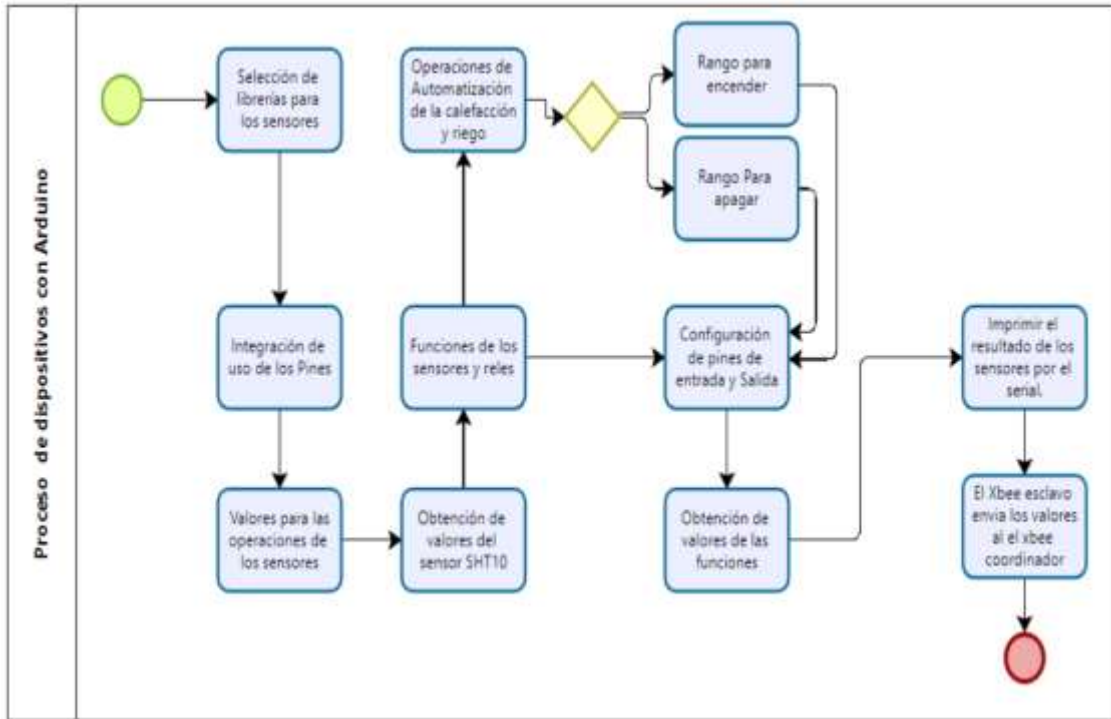 Proceso de dispositivos con Arduino
Selección de
librerías para
los sensores
Integración de
uso de los Pines
Valores para las
operaciones de
los sensores
Obtención de
valores del
sensor SHT10
Funciones de los
sensores y reles
Operaciones de
Automatización
de la calefacción
y riego
Rango para
encender
Rango Para
apagar
Configuración
de pines de
entrada y Salida
Obtención de
valores de las
funciones
Imprimir el
resultado de los
sensores por el
serial.
El Xbee esclavo
envia los valores
al el xbee
coordinador